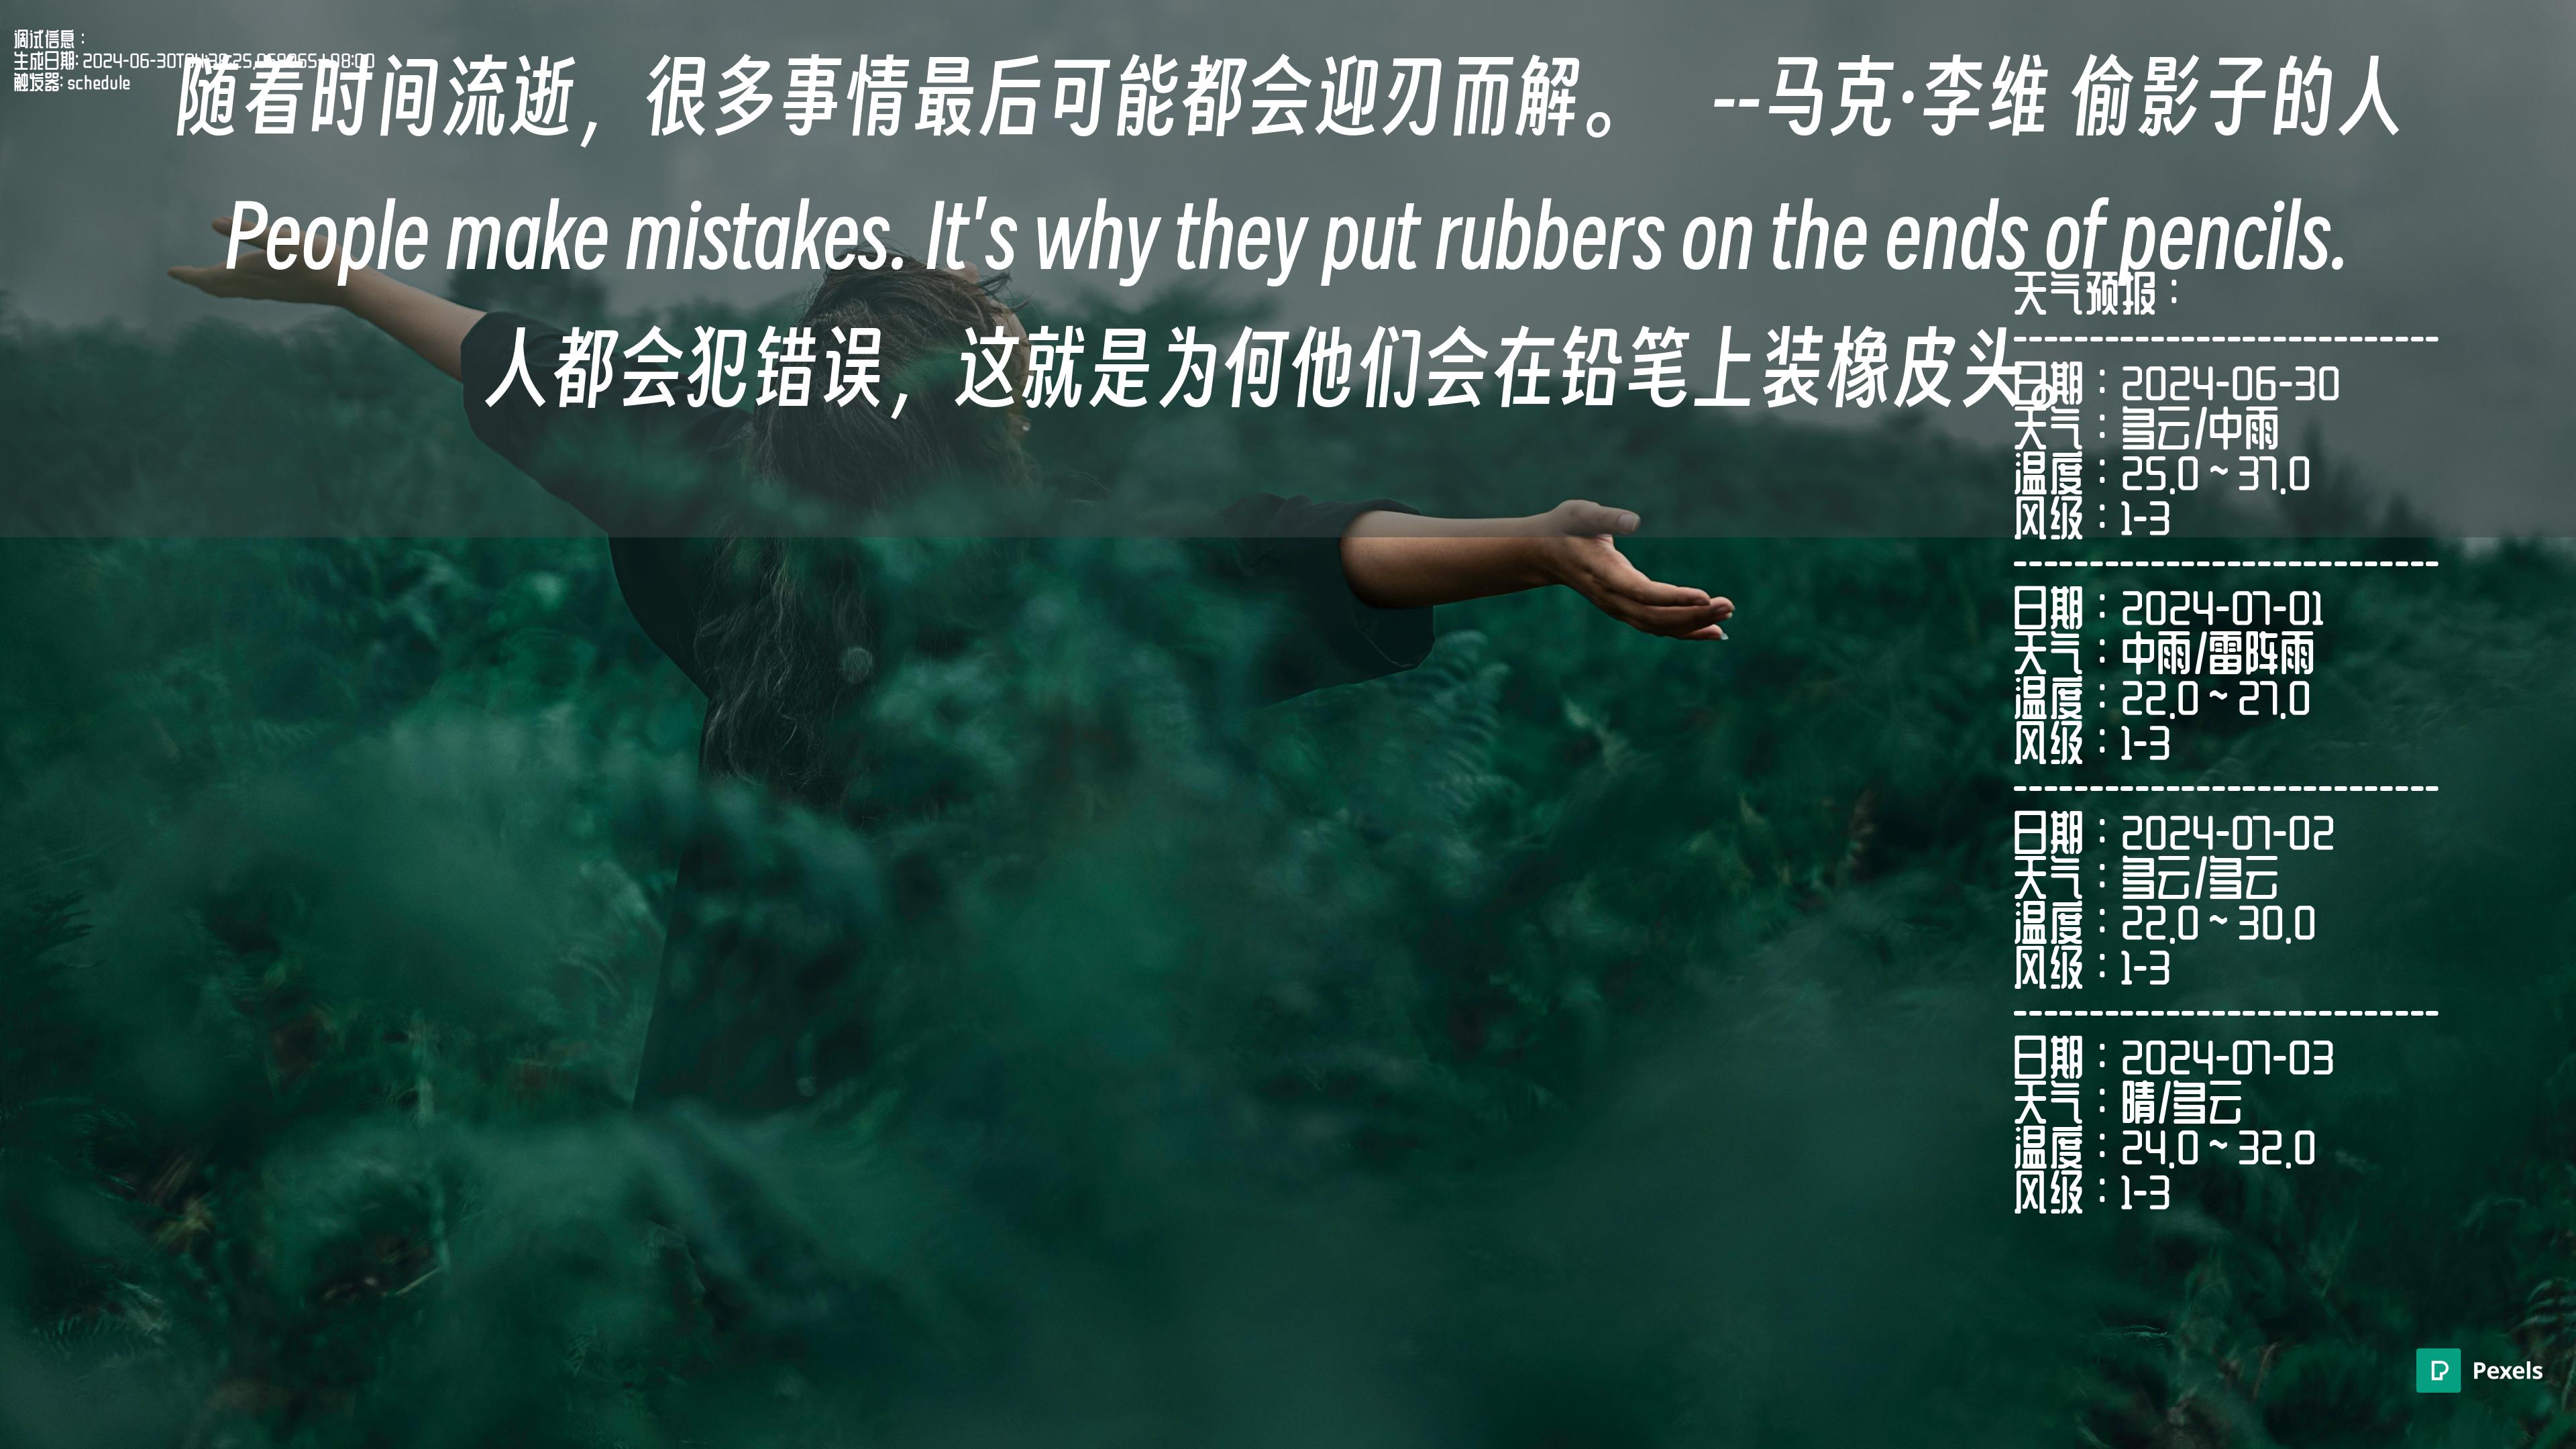 调试信息：
生成日期: 2024-06-30T
触发器: schedule
随着时间流逝，很多事情最后可能都会迎刃而解。 --马克·李维 偷影子的人
People make mistakes. It's why they put rubbers on the ends of pencils.
人都会犯错误，这就是为何他们会在铅笔上装橡皮头。
天气预报：
----------------------------
日期：2024-06-30
天气：多云/中雨
温度：25.0 ~ 37.0
风级：1-3
----------------------------
日期：2024-07-01
天气：中雨/雷阵雨
温度：22.0 ~ 27.0
风级：1-3
----------------------------
日期：2024-07-02
天气：多云/多云
温度：22.0 ~ 30.0
风级：1-3
----------------------------
日期：2024-07-03
天气：晴/多云
温度：24.0 ~ 32.0
风级：1-3
Pexels